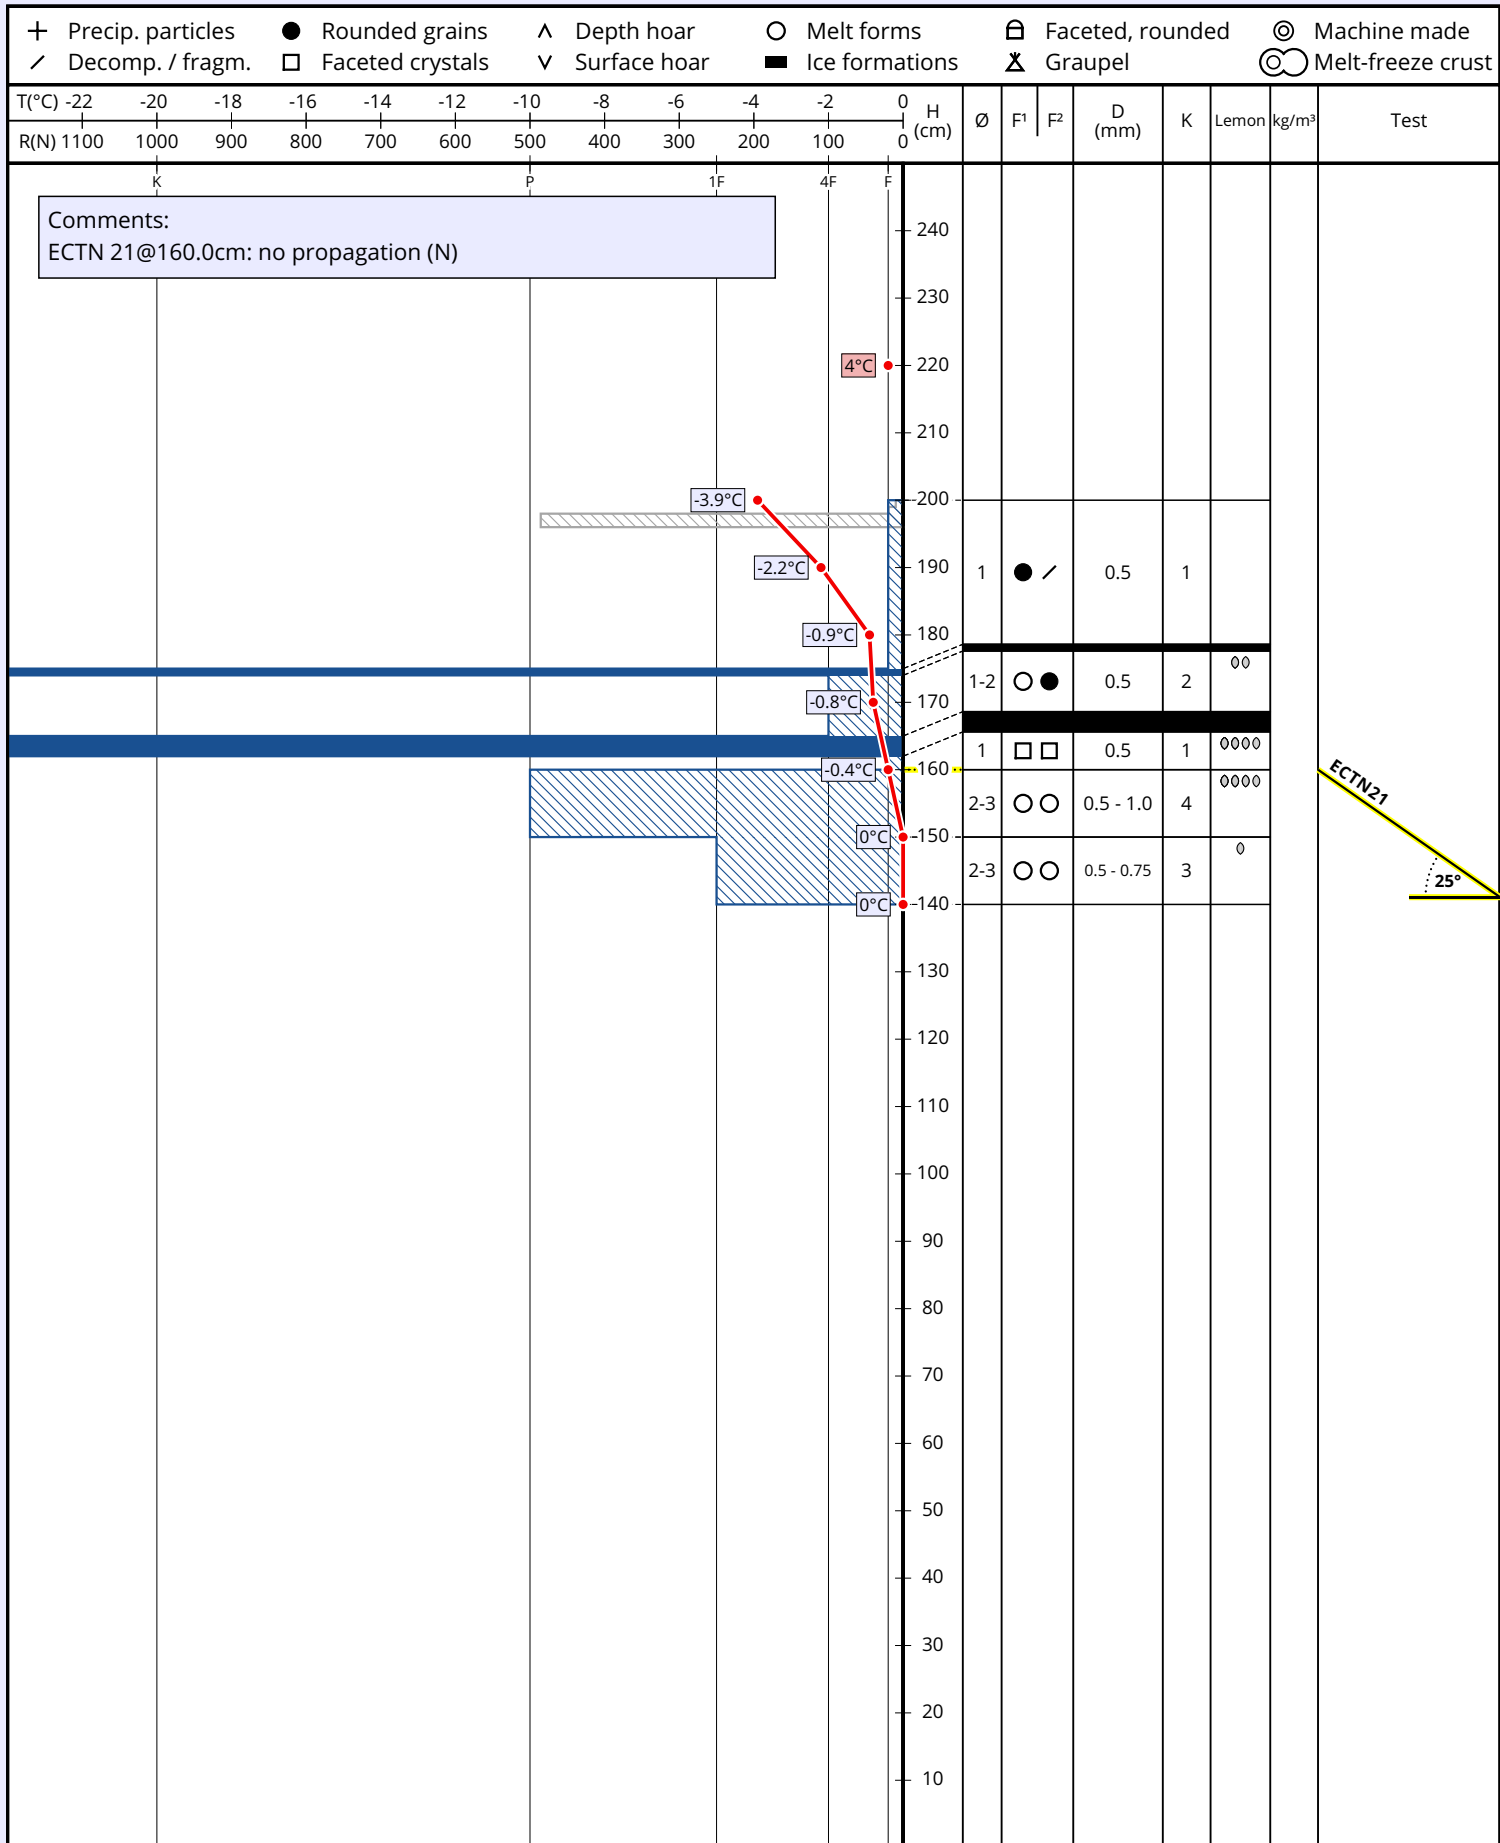 Precip. particles Rounded grains Depth hoar Melt forms Faceted, rounded Machine made
Decomp. / fragm. Faceted crystals Surface hoar Ice formations Graupel Melt-freeze crust
T(°C) -22 -20 -18 -16 -14 -12 -10 -8 -6 -4 -2 0
R(N) 1100 1000 900 800 700 600 500 400 300 200 100 0
H (cm) Ø F¹ F² D (mm) K Lemon kg/m³ Test
K P 1F 4F F
Comments:
ECTN 21@160.0cm: no propagation (N)
240
230
4°C 220
210
-3.9°C 200
-2.2°C 190 1 0.5 1
-0.9°C 180
-0.8°C 170 1-2 0.5 2
1 0.5 1
-0.4°C 160 ECTN21
2-3 0.5 - 1.0 4
0°C 150
2-3 0.5 - 0.75 3 25°
0°C 140
130
120
110
100
90
80
70
60
50
40
30
20
10